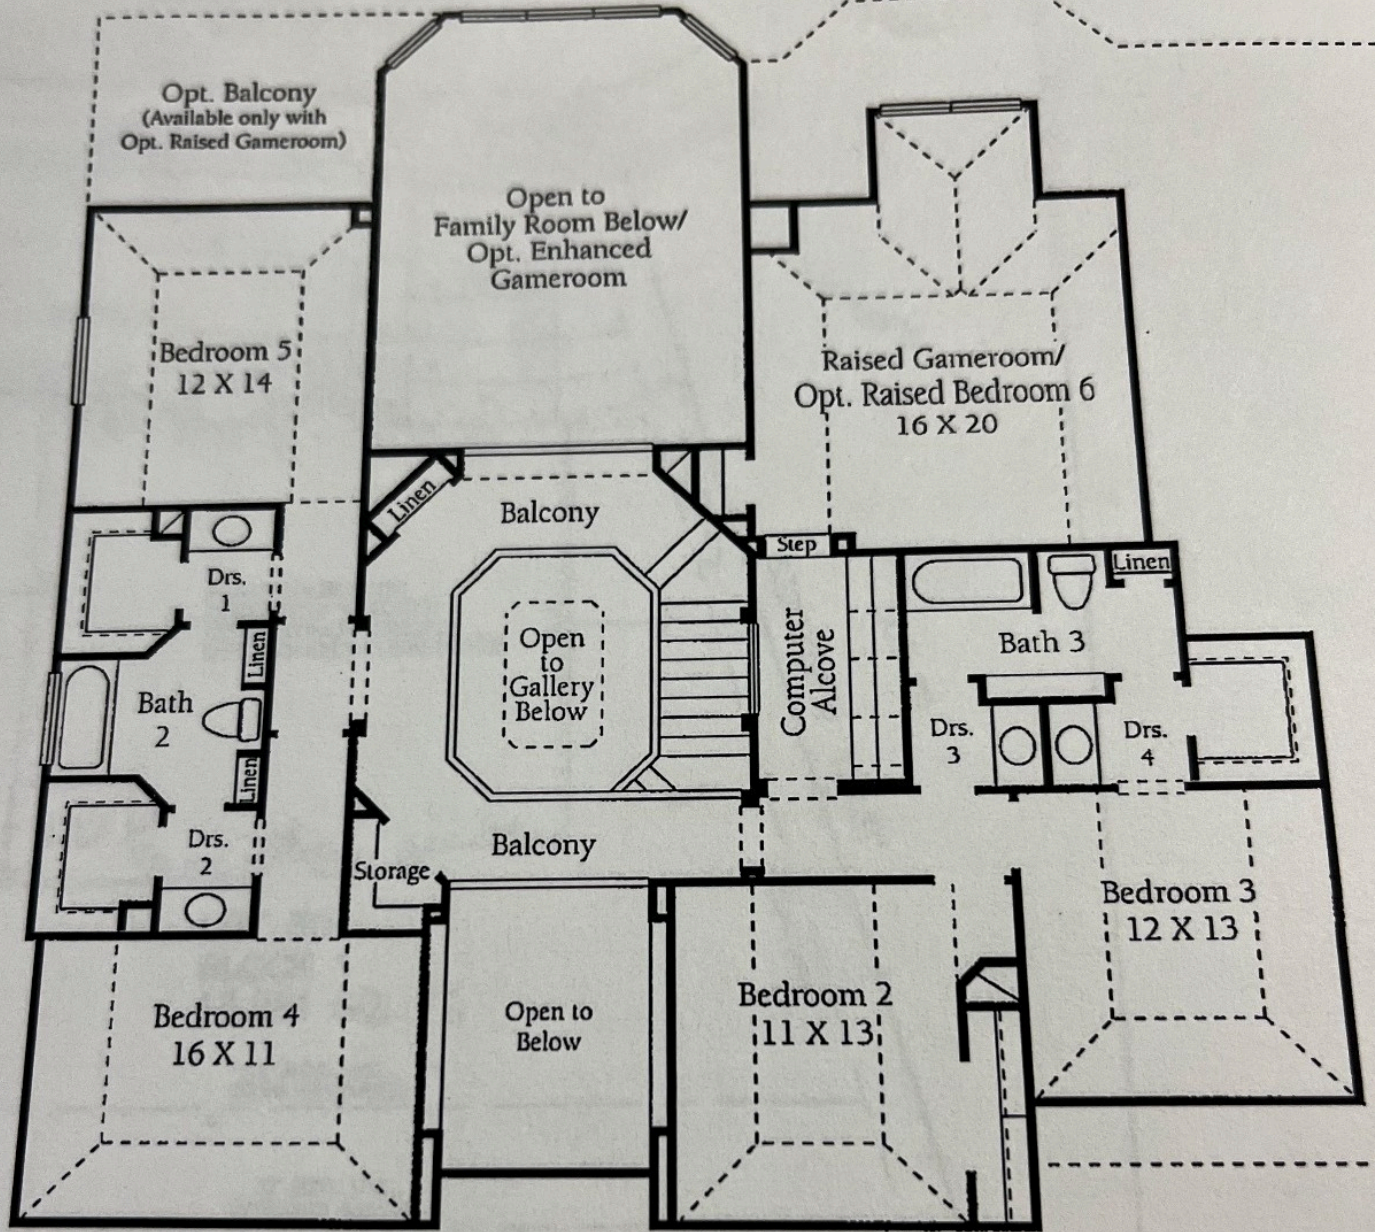 Opt. Balcony
(Available only with
Opt. Raised Gameroom)
Open to
Family Room Below/
Opt. Enhanced
Gameroom
Bedroom 5
12 X 14
Raised Gameroom/
Opt. Raised Bedroom 6
16 X 20
Linen
Balcony
Step
Linen
Drs.
1
Open
to
Gallery
Below
Computer
Alcove
Bath 3
Linen
Bath
2
Linen
Drs.
3
Drs.
4
Drs.
2
Balcony
Storage
Bedroom 3
12 X 13
Bedroom 4
16 X 11
Open to
Below
Bedroom 2
11 X 13